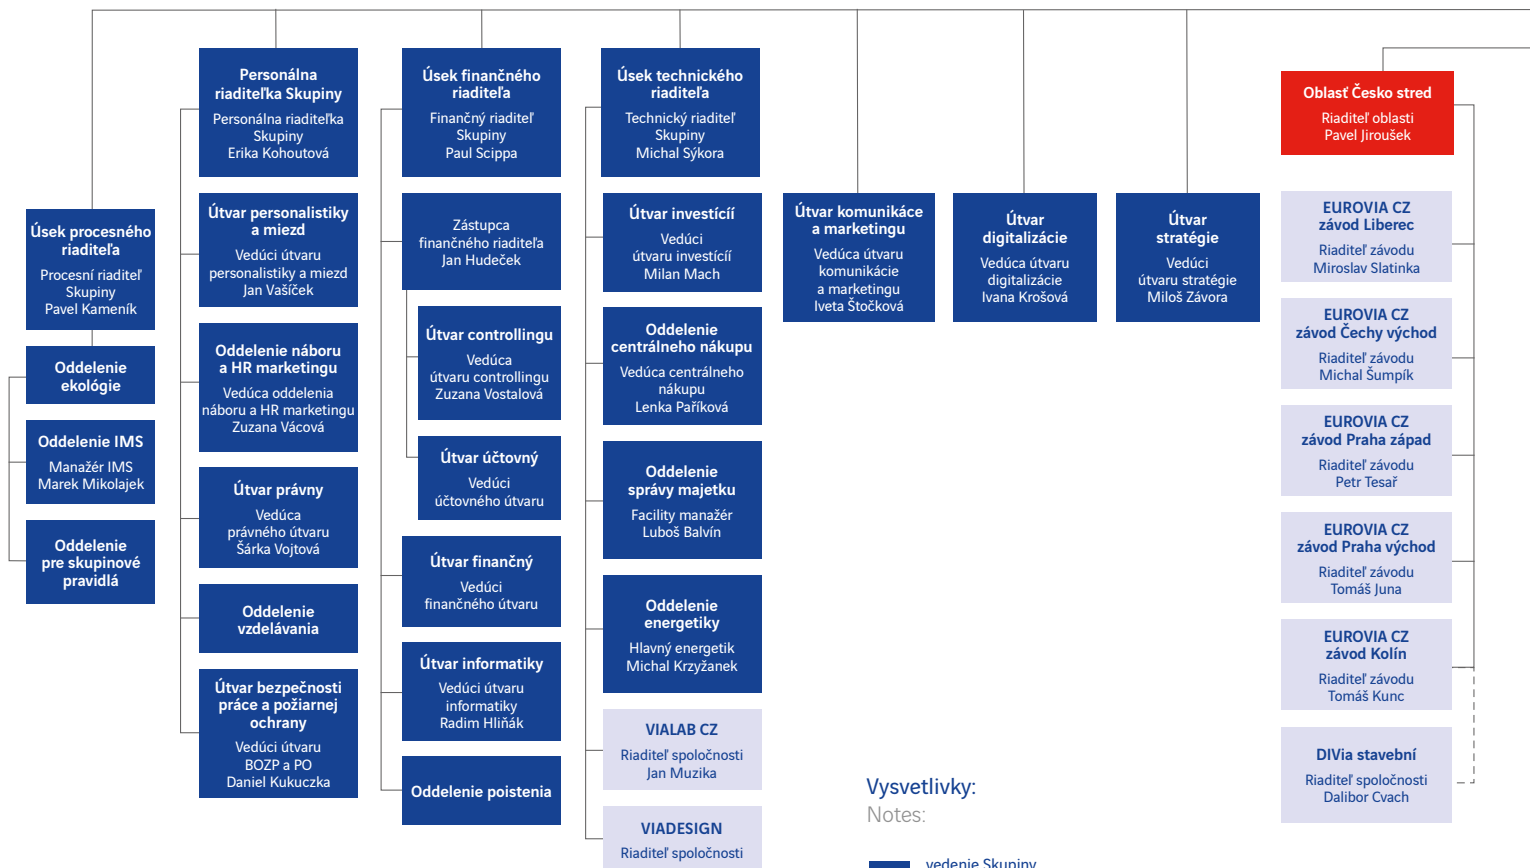 Úsek procesného
riaditeľa
Procesní riaditeľ
Skupiny
Pavel Kameník
Oddelenie
ekológie
Oddelenie IMS
Manažér IMS
Marek Mikolajek
Oddelenie
pre skupinové
pravidlá
Personálna
riaditeľka Skupiny
Personálna riaditeľka
Skupiny
Erika Kohoutová
Útvar personalistiky
a miezd
Vedúci útvaru
personalistiky a miezd
Jan Vašíček
Oddelenie náboru
a HR marketingu
Vedúca oddelenia
náboru a HR marketingu
Zuzana Vácová
Útvar právny
Vedúca
právného útvaru
Šárka Vojtová
Oddelenie
vzdelávania
Útvar bezpečnosti
práce a požiarnej
ochrany
Vedúci útvaru
BOZP a PO
Daniel Kukuczka
Úsek finančného
riaditeľa
Finančný riaditeľ
Skupiny
Paul Scippa
Zástupca
finančného riaditeľa
Jan Hudeček
Útvar controllingu
Vedúca
útvaru controllingu
Zuzana Vostalová
Útvar účtovný
Vedúci
účtovného útvaru
Útvar finančný
Vedúci
finančného útvaru
Útvar informatiky
Vedúci útvaru
informatiky
Radim Hliňák
Oddelenie poistenia
Úsek technického
riaditeľa
Technický riaditeľ
Skupiny
Michal Sýkora
Útvar investícíí
Vedúci
útvaru investícíí
Milan Mach
Oddelenie
centrálneho nákupu
Vedúca centrálneho
nákupu
Lenka Paříková
Oddelenie
správy majetku
Facility manažér
Luboš Balvín
Oddelenie
energetiky
Hlavný energetik
Michal Krzyžanek
VIALAB CZ
Riaditeľ spoločnosti
Jan Muzika
VIADESIGN
Riaditeľ spoločnosti
Útvar komunikáce
a marketingu
Vedúca útvaru
komunikácie
a marketingu
Iveta Štočková
Útvar
digitalizácie
Vedúca útvaru
digitalizácie
Ivana Krošová
Útvar
stratégie
Vedúci
útvaru stratégie
Miloš Závora
Oblasť Česko stred
Riaditeľ oblasti
Pavel Jiroušek
EUROVIA CZ
závod Liberec
Riaditeľ závodu
Miroslav Slatinka
EUROVIA CZ
závod Čechy východ
Riaditeľ závodu
Michal Šumpík
EUROVIA CZ
závod Praha západ
Riaditeľ závodu
Petr Tesař
EUROVIA CZ
závod Praha východ
Riaditeľ závodu
Tomáš Juna
EUROVIA CZ
závod Kolín
Riaditeľ závodu
Tomáš Kunc
DIVia stavební
Riaditeľ spoločnosti
Dalibor Cvach
Vysvetlivky:
Notes:
vedenie Skupiny